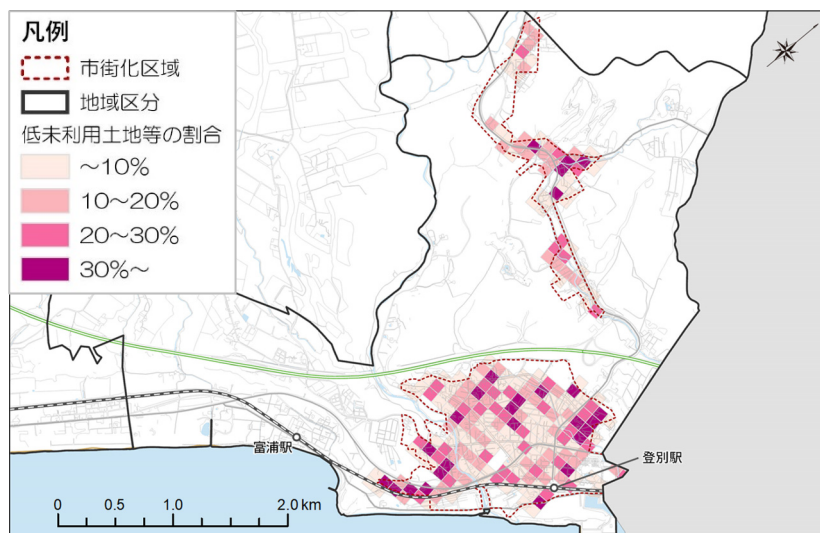 凡例
市街化区域
地域区分
低未利用土地等の割合
～10%
10～20%
20～30%
30%～
富浦駅
登別駅
0 0.5 1.0 2.0 km